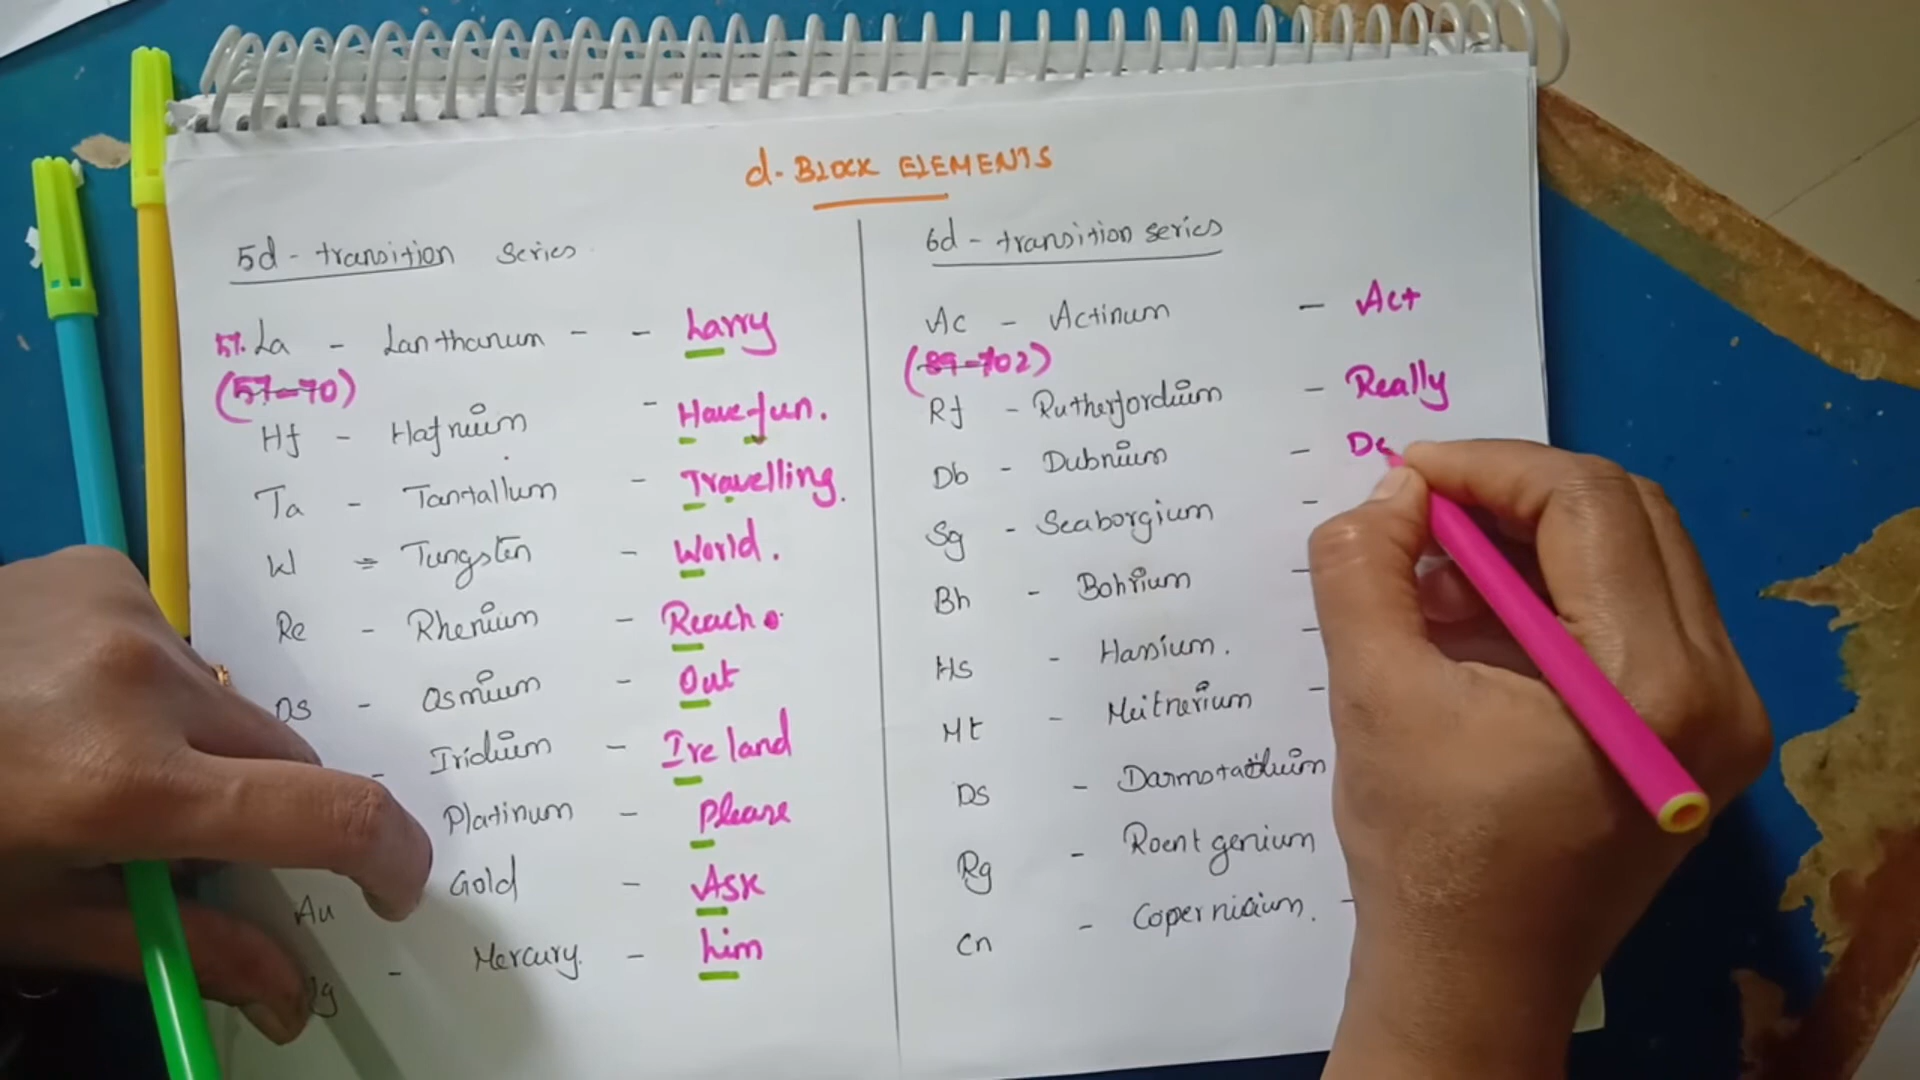 d-BLOCK ELEMENTS
5d-transition series
57. La - Lanthanum - - Larry
(57-70)
Hf - Hafnium - Have fun.
Ta - Tantallum - Travelling.
W = Tungsten - World.
Re - Rhenium - Reach
Os - Osmium - Out
- Iridium - Ireland
Platinum - Please
Au Gold - Ask
g - Mercury. - him
6d-transition series
Ac - Actinum - Act
(89-102)
Rf - Rutherfordium - Really
Db - Dubnium - De
Sg - Seaborgium -
Bh - Bohrium -
Hs - Hassium. -
Mt - Meitnerium -
Ds -
Rg - Roentgenium
Cn - Copernicium. -